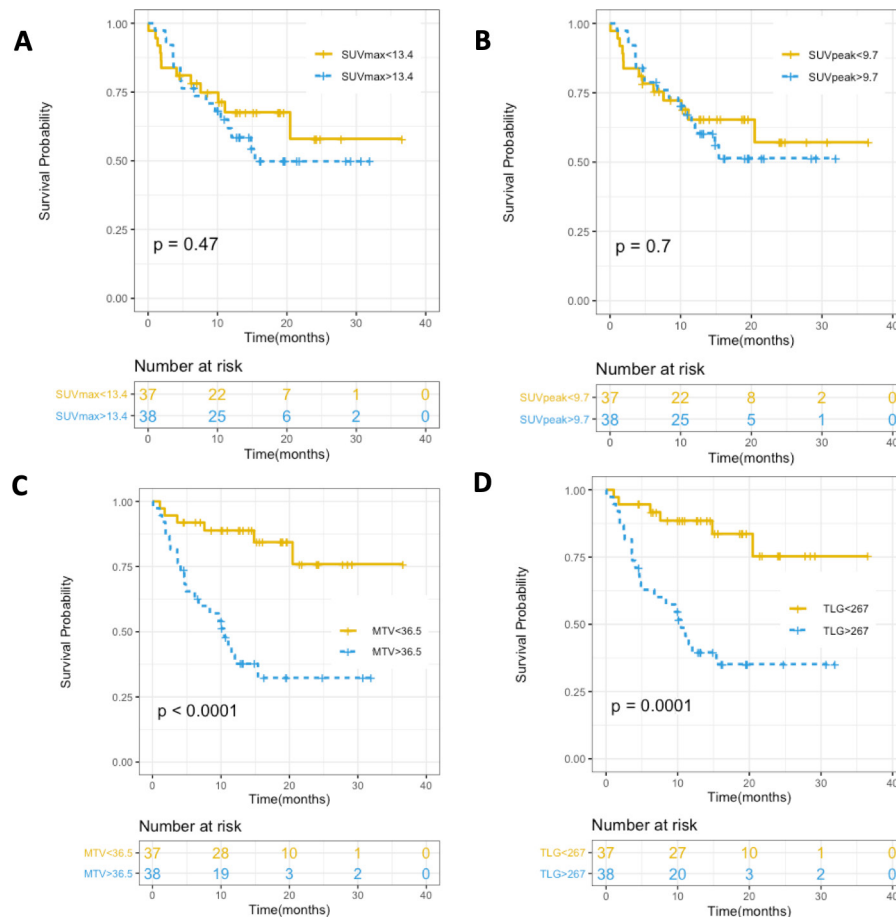 A
Survival Probability
1.00
0.75
0.50
0.25
0.00
SUVmax<13.4
SUVmax>13.4
p = 0.47
0 10 20 30 40
Time(months)
Number at risk
SUVmax<13.4 37 22 7 1 0
SUVmax>13.4 38 25 6 2 0
0 10 20 30 40
Time(months)
B
Survival Probability
1.00
0.75
0.50
0.25
0.00
SUVpeak<9.7
SUVpeak>9.7
p = 0.7
0 10 20 30 40
Time(months)
Number at risk
SUVpeak<9.7 37 22 8 2 0
SUVpeak>9.7 38 25 5 1 0
0 10 20 30 40
Time(months)
C
Survival Probability
1.00
0.75
0.50
0.25
0.00
MTV<36.5
MTV>36.5
p < 0.0001
0 10 20 30 40
Time(months)
Number at risk
MTV<36.5 37 28 10 1 0
MTV>36.5 38 19 3 2 0
0 10 20 30 40
Time(months)
D
Survival Probability
1.00
0.75
0.50
0.25
0.00
TLG<267
TLG>267
p = 0.0001
0 10 20 30 40
Time(months)
Number at risk
TLG<267 37 27 10 1 0
TLG>267 38 20 3 2 0
0 10 20 30 40
Time(months)